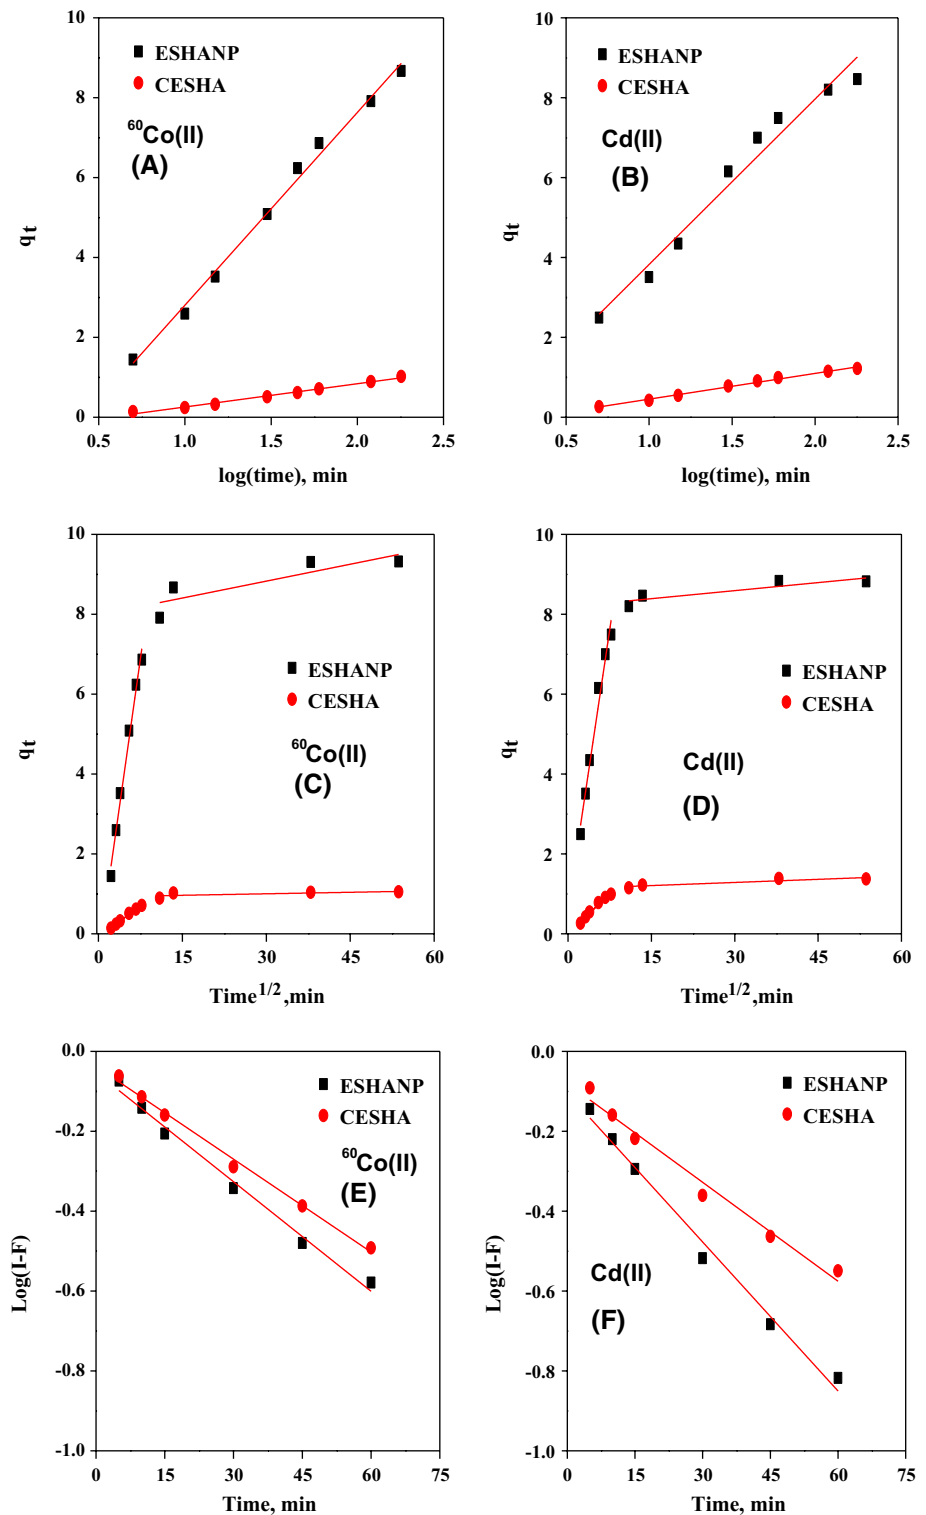 10
8
6
4
2
0
qt
ESHANP
CESHA
60Co(II)
(A)
0.5 1.0 1.5 2.0 2.5
log(time), min
10
8
6
4
2
0
qt
ESHANP
CESHA
Cd(II)
(B)
0.5 1.0 1.5 2.0 2.5
log(time), min
10
8
6
4
2
0
qt
ESHANP
CESHA
60Co(II)
(C)
0 15 30 45 60
Time1/2,min
10
8
6
4
2
0
qt
ESHANP
CESHA
Cd(II)
(D)
0 15 30 45 60
Time1/2,min
0.0
-0.2
-0.4
-0.6
-0.8
-1.0
Log(I-F)
ESHANP
CESHA
60Co(II)
(E)
0 15 30 45 60 75
Time, min
0.0
-0.2
-0.4
-0.6
-0.8
-1.0
Log(I-F)
ESHANP
CESHA
Cd(II)
(F)
0 15 30 45 60 75
Time, min